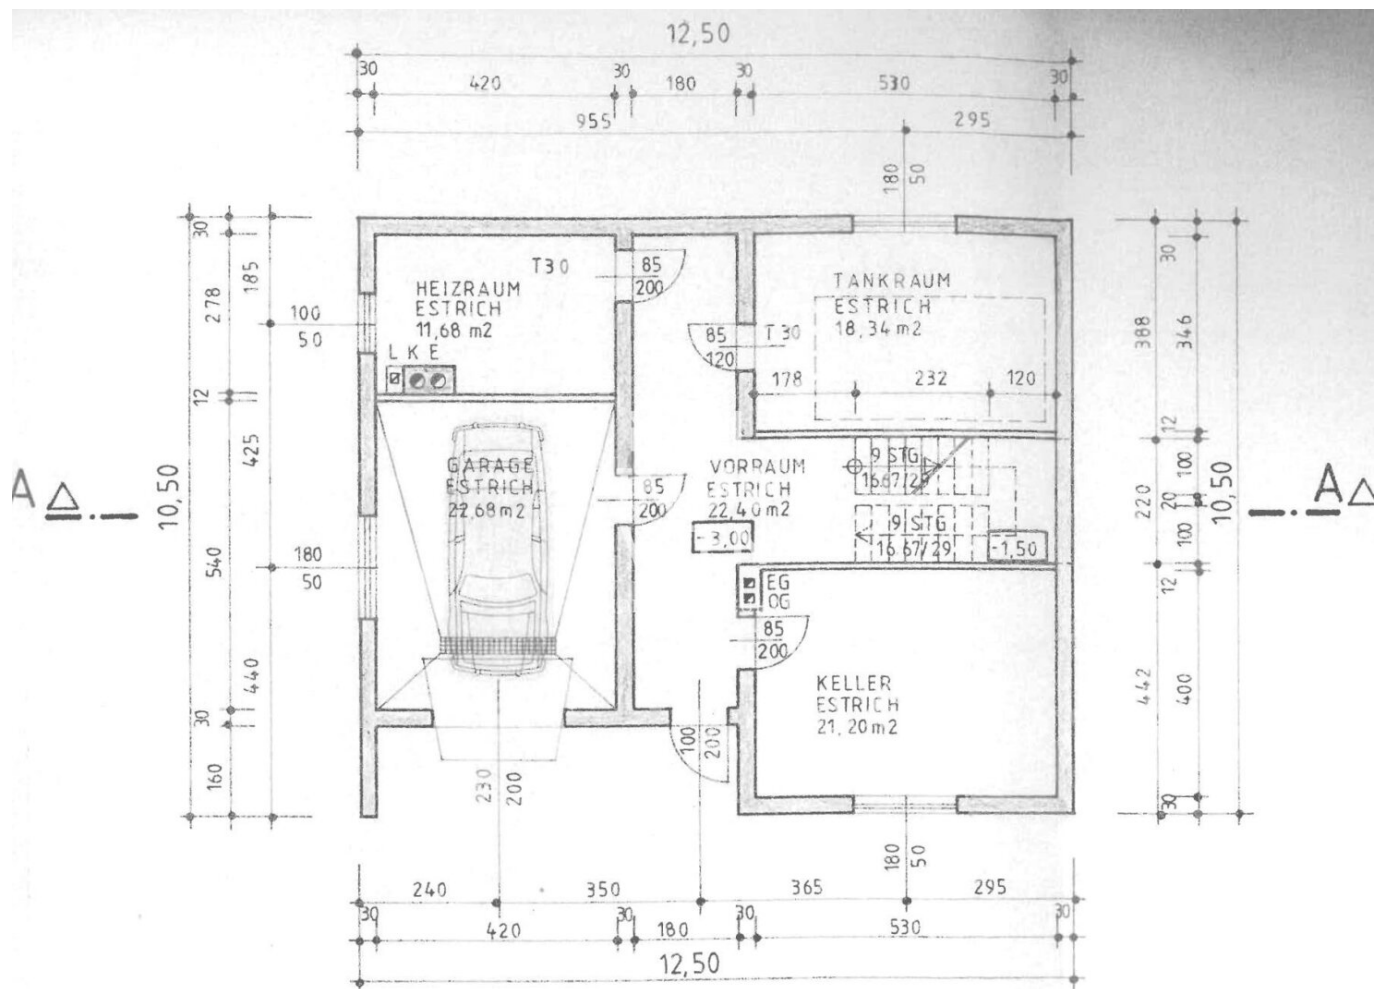 12,50
30 420 30 180 30 530 30
955 295
180
50
30
278
12
540
30
160
10,50
185
425
440
100
50
180
50
HEIZRAUM
ESTRICH
11,68 m2
T30
85
200
L K E
TANKRAUM
ESTRICH
18,34 m2
85
120
T 30
178 232 120
GARAGE
ESTRICH
22,68 m2
85
200
VORRAUM
ESTRICH
22,40 m2
-3,00
9 STG
16.67/29
9 STG
16.67/29
-1,50
EG
OG
85
200
KELLER
ESTRICH
21,20 m2
230
200
100
200
180
50
388
220
442
30
346
12
100
20
100
12
400
30
10,50
A
A
240 350 365 295
30 420 30 180 30 530 30
12,50